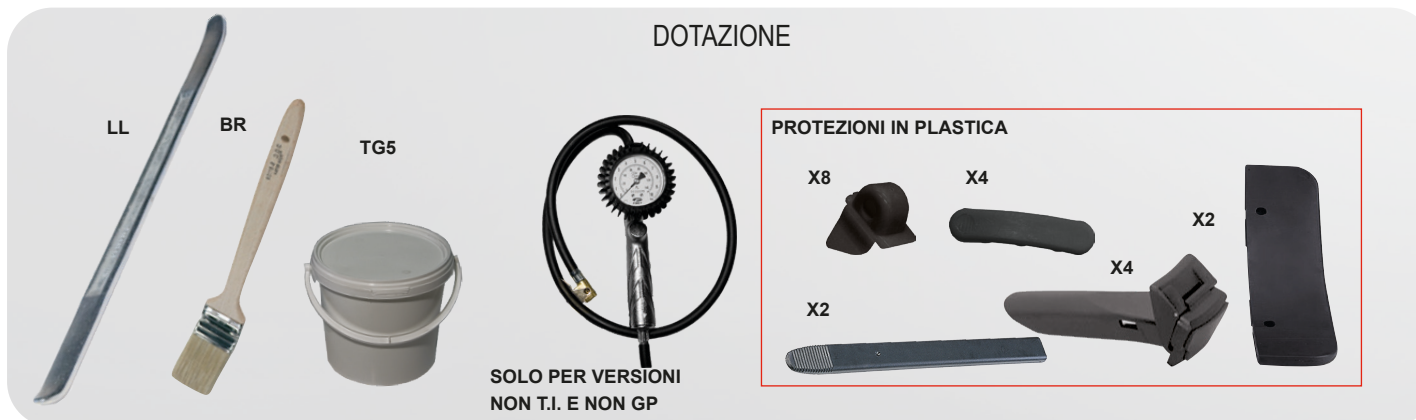 DOTAZIONE
LL
BR
TG5
SOLO PER VERSIONI
NON T.I. E NON GP
PROTEZIONI IN PLASTICA
X8
X4
X2
X4
X2